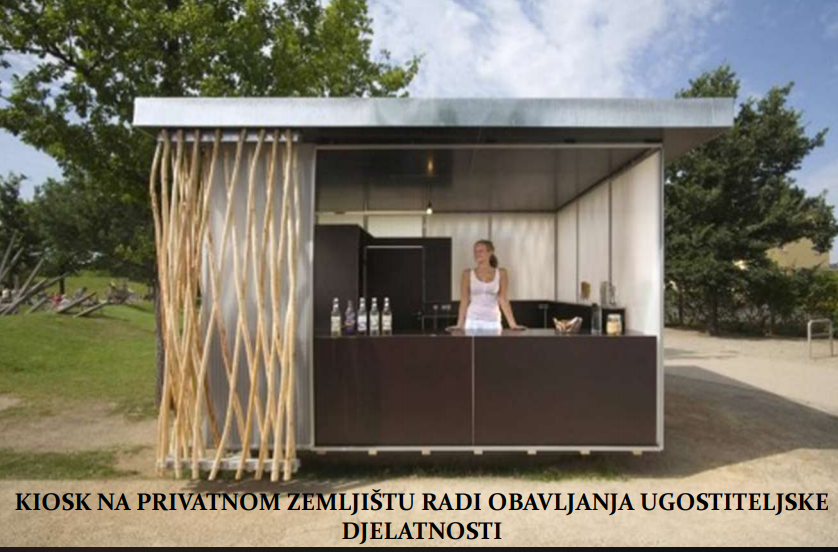 KIOSK NA PRIVATNOM ZEMLJIŠTU RADI OBAVLJANJA UGOSTITELJSKE
DJELATNOSTI